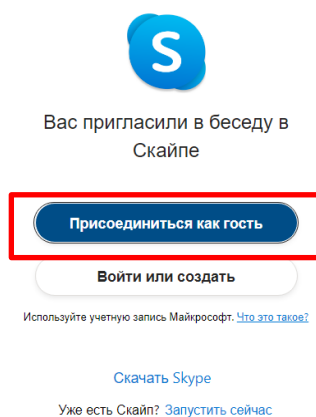 S
Вас пригласили в беседу в
Скайпе
Присоединиться как гость
Войти или создать
Используйте учетную запись Майкрософт. Что это такое?
Скачать Skype
Уже есть Скайп? Запустить сейчас